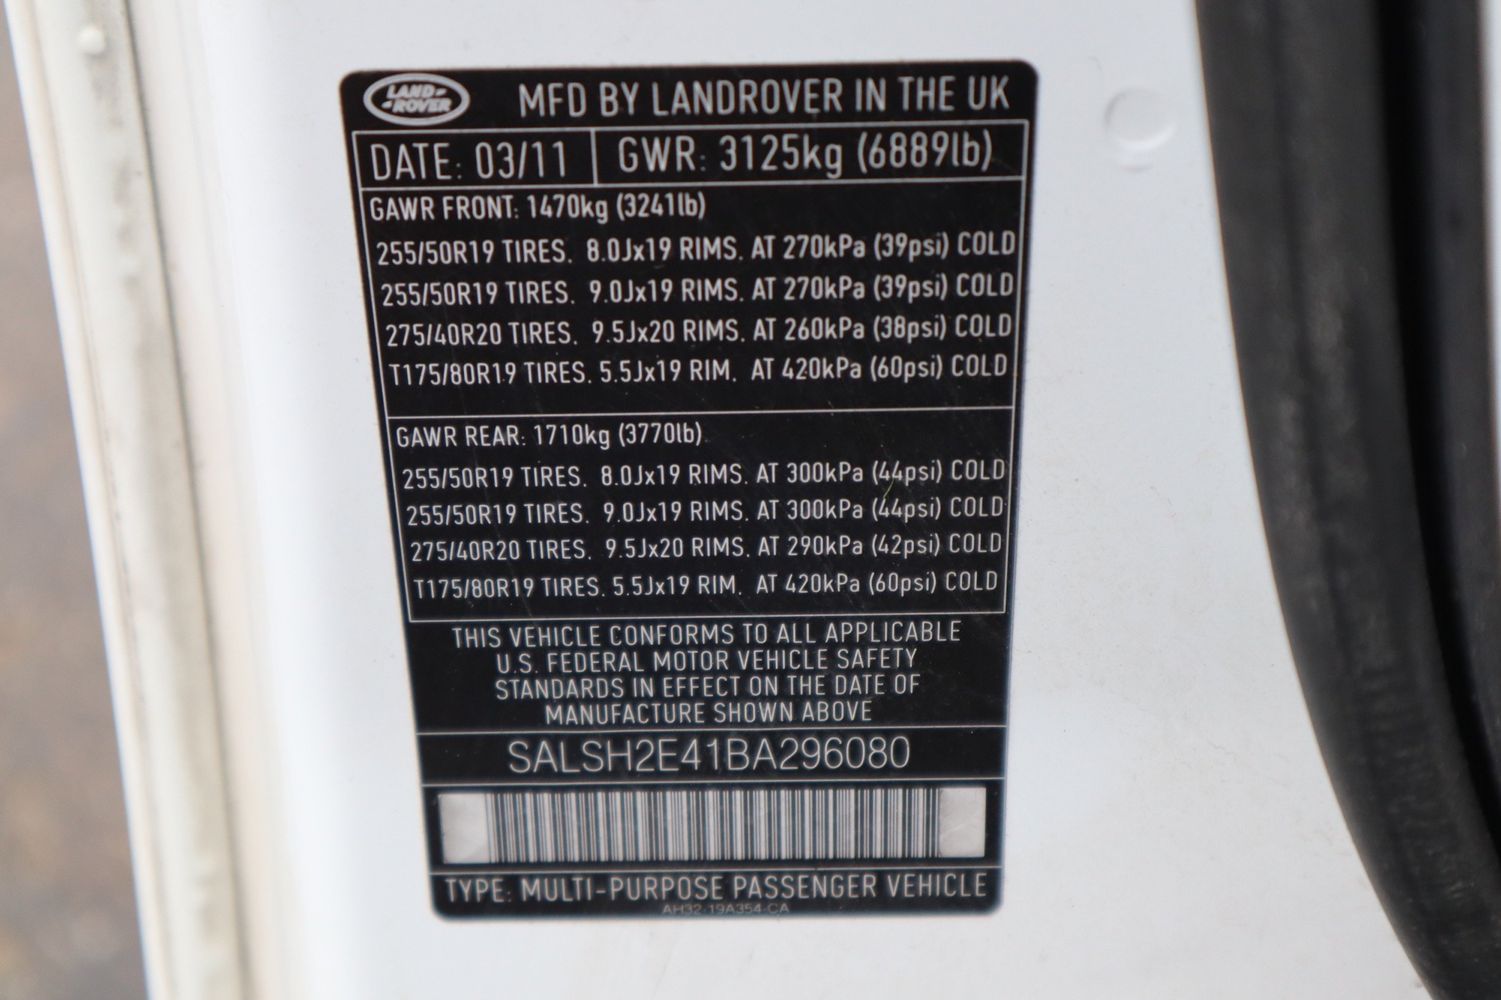 LAND-
-ROVER
MFD BY LANDROVER IN THE UK
DATE: 03/11 GWR: 3125kg (6889lb)
GAWR FRONT: 1470kg (3241lb)
255/50R19 TIRES. 8.0Jx19 RIMS. AT 270kPa (39psi) COLD
255/50R19 TIRES. 9.0Jx19 RIMS. AT 270kPa (39psi) COLD
275/40R20 TIRES. 9.5Jx20 RIMS. AT 260kPa (38psi) COLD
T175/80R19 TIRES. 5.5Jx19 RIM. AT 420kPa (60psi) COLD
GAWR REAR: 1710kg (3770lb)
255/50R19 TIRES. 8.0Jx19 RIMS. AT 300kPa (44psi) COLD
255/50R19 TIRES. 9.0Jx19 RIMS. AT 300kPa (44psi) COLD
275/40R20 TIRES. 9.5Jx20 RIMS. AT 290kPa (42psi) COLD
T175/80R19 TIRES. 5.5Jx19 RIM. AT 420kPa (60psi) COLD
THIS VEHICLE CONFORMS TO ALL APPLICABLE
U.S. FEDERAL MOTOR VEHICLE SAFETY
STANDARDS IN EFFECT ON THE DATE OF
MANUFACTURE SHOWN ABOVE
SALSH2E41BA296080
TYPE: MULTI-PURPOSE PASSENGER VEHICLE
AH32-19A354-CA